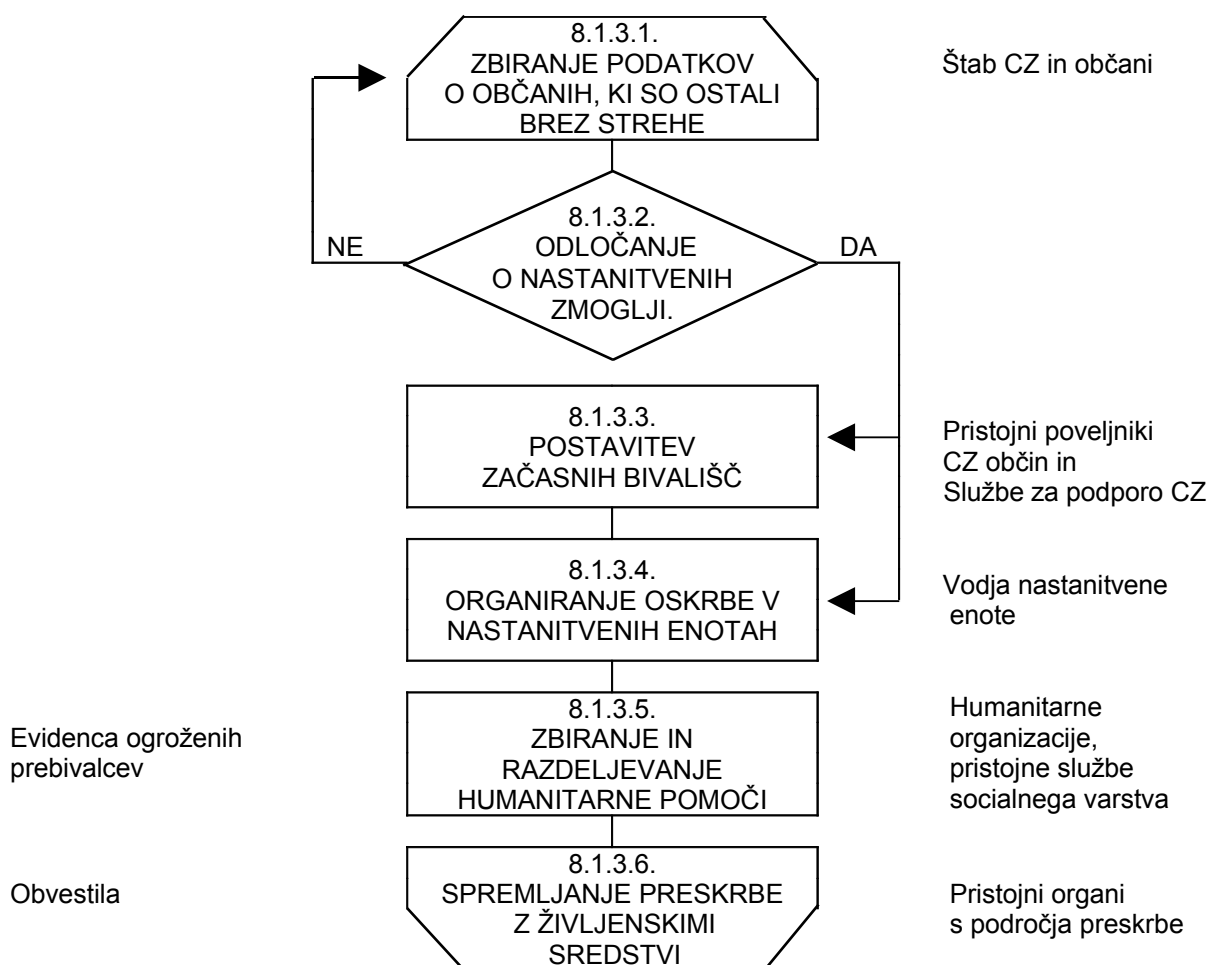 8.1.3.1.
ZBIRANJE PODATKOV
O OBČANIH, KI SO OSTALI
BREZ STREHE
Štab CZ in občani
8.1.3.2.
ODLOČANJE
O NASTANITVENIH
ZMOGLJI.
NE
DA
8.1.3.3.
POSTAVITEV
ZAČASNIH BIVALIŠČ
Pristojni poveljniki
CZ občin in
Službe za podporo CZ
8.1.3.4.
ORGANIRANJE OSKRBE V
NASTANITVENIH ENOTAH
Vodja nastanitvene
enote
Evidenca ogroženih
prebivalcev
8.1.3.5.
ZBIRANJE IN
RAZDELJEVANJE
HUMANITARNE POMOČI
Humanitarne
organizacije,
pristojne službe
socialnega varstva
Obvestila
8.1.3.6.
SPREMLJANJE PRESKRBE
Z ŽIVLJENSKIMI
SREDSTVI
Pristojni organi
s področja preskrbe